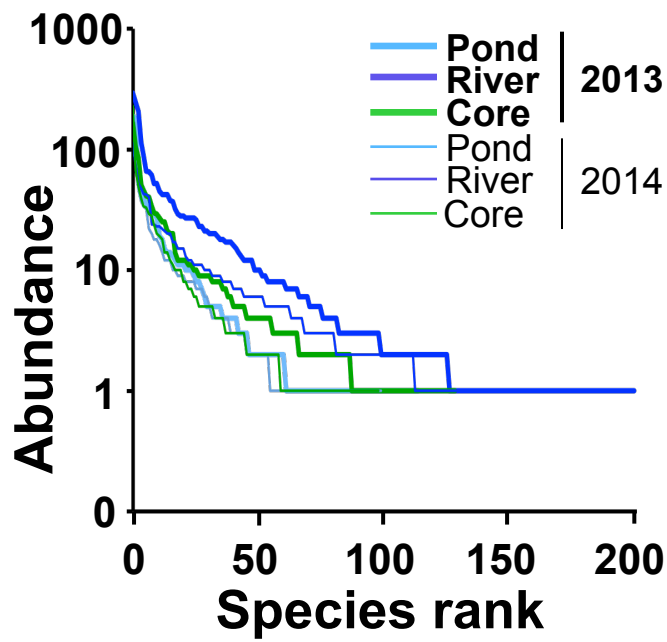 1000
100
10
1
0
Abundance
0 50 100 150 200
Species rank
Pond
River
Core
2013
Pond
River
Core
2014